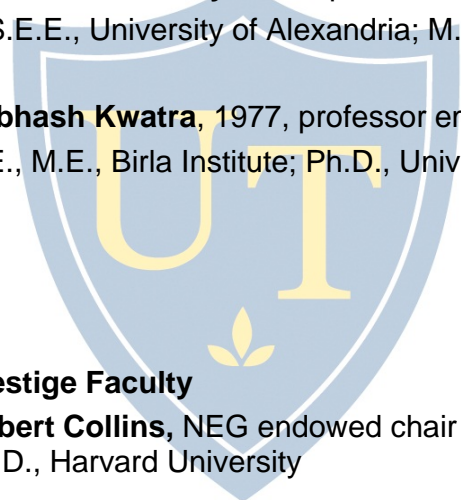 S.E.E., University of Alexandria; M.
bhash Kwatra, 1977, professor
E., M.E., Birla Institute; Ph.D., Univ
UT
estige Faculty
bert Collins, NEG endowed chair
.D., Harvard University